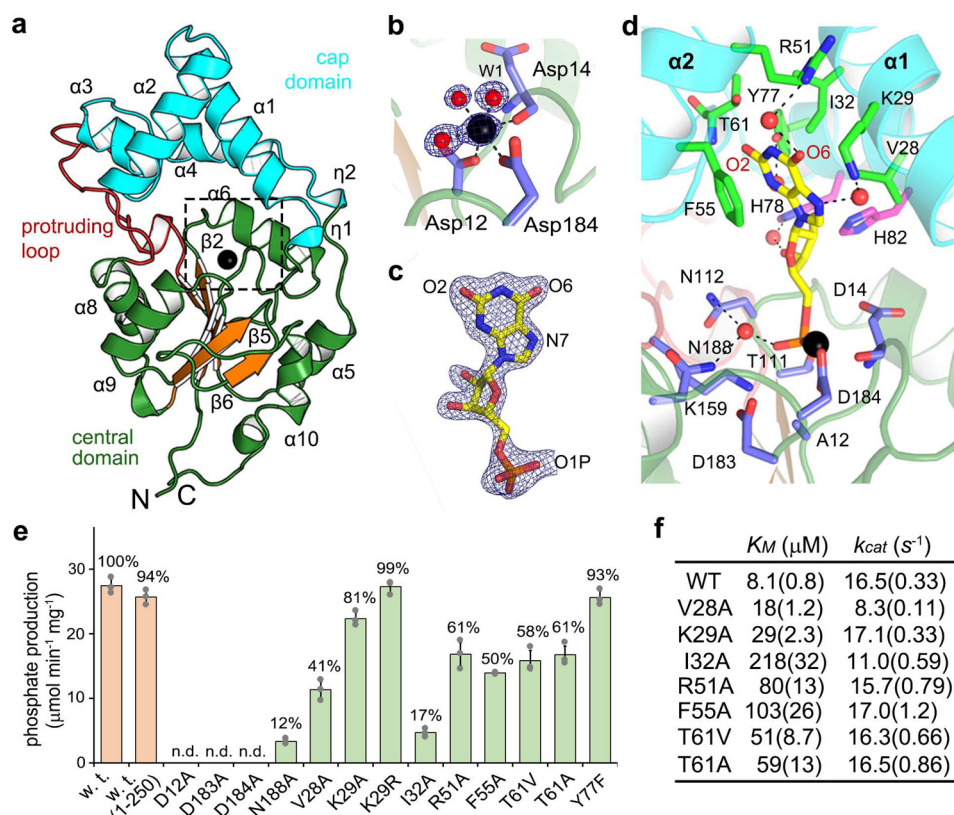 a
cap
domain
α3
α2
α1
α4
α6
η2
η1
protruding
loop
β2
α8
β5
α9
β6
α5
α10
central
domain
N
C
b
W1
Asp14
Asp12
Asp184
c
O2
O6
N7
O1P
d
α2
R51
α1
Y77
I32
K29
T61
V28
O2
O6
F55
H78
H82
N112
D14
N188
T111
K159
D184
A12
D183
e
phosphate production
(μmol min⁻¹ mg⁻¹)
30
20
10
0
100%
94%
n.d.
n.d.
n.d.
12%
41%
81%
99%
17%
61%
50%
58%
61%
93%
w. t.
w. t.
(1-250)
D12A
D183A
D184A
N188A
V28A
K29A
K29R
I32A
R51A
F55A
T61V
T61A
Y77F
f
KM (μM) kcat (s⁻¹)
WT 8.1(0.8) 16.5(0.33)
V28A 18(1.2) 8.3(0.11)
K29A 29(2.3) 17.1(0.33)
I32A 218(32) 11.0(0.59)
R51A 80(13) 15.7(0.79)
F55A 103(26) 17.0(1.2)
T61V 51(8.7) 16.3(0.66)
T61A 59(13) 16.5(0.86)